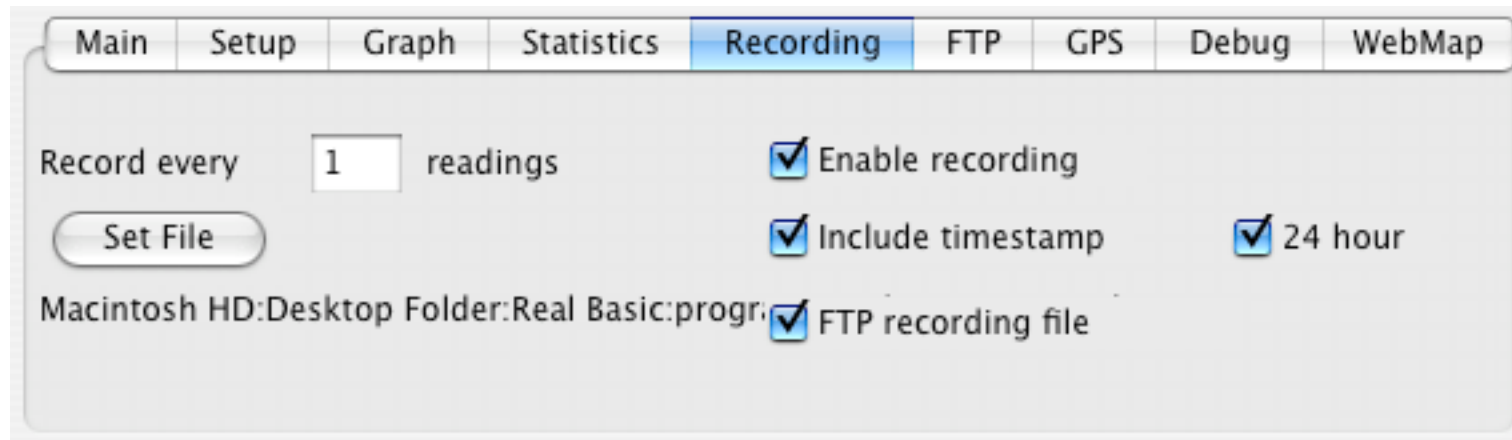 Main Setup Graph Statistics Recording FTP GPS Debug WebMap
Record every 1 readings
Enable recording
Set File
Include timestamp
24 hour
Macintosh HD:Desktop Folder:Real Basic:progr
FTP recording file